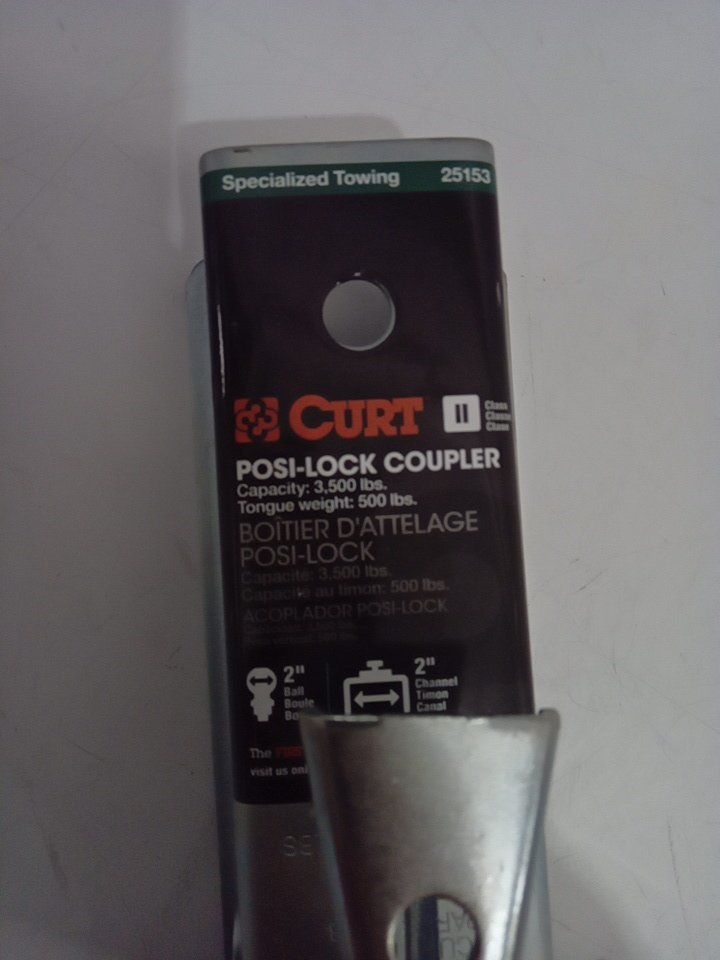 Specialized Towing 25153
CURT II Class
Classe
Clase
POSI-LOCK COUPLER
Capacity: 3,500 lbs.
Tongue weight: 500 lbs.
BOÎTIER D'ATTELAGE
POSI-LOCK
Capacité: 3.500 lbs.
Capacité au timon: 500 lbs.
ACOPLADOR POSI-LOCK
2" 2"
Ball Channel
Boule Timon
Canal
The FIRST
visit us